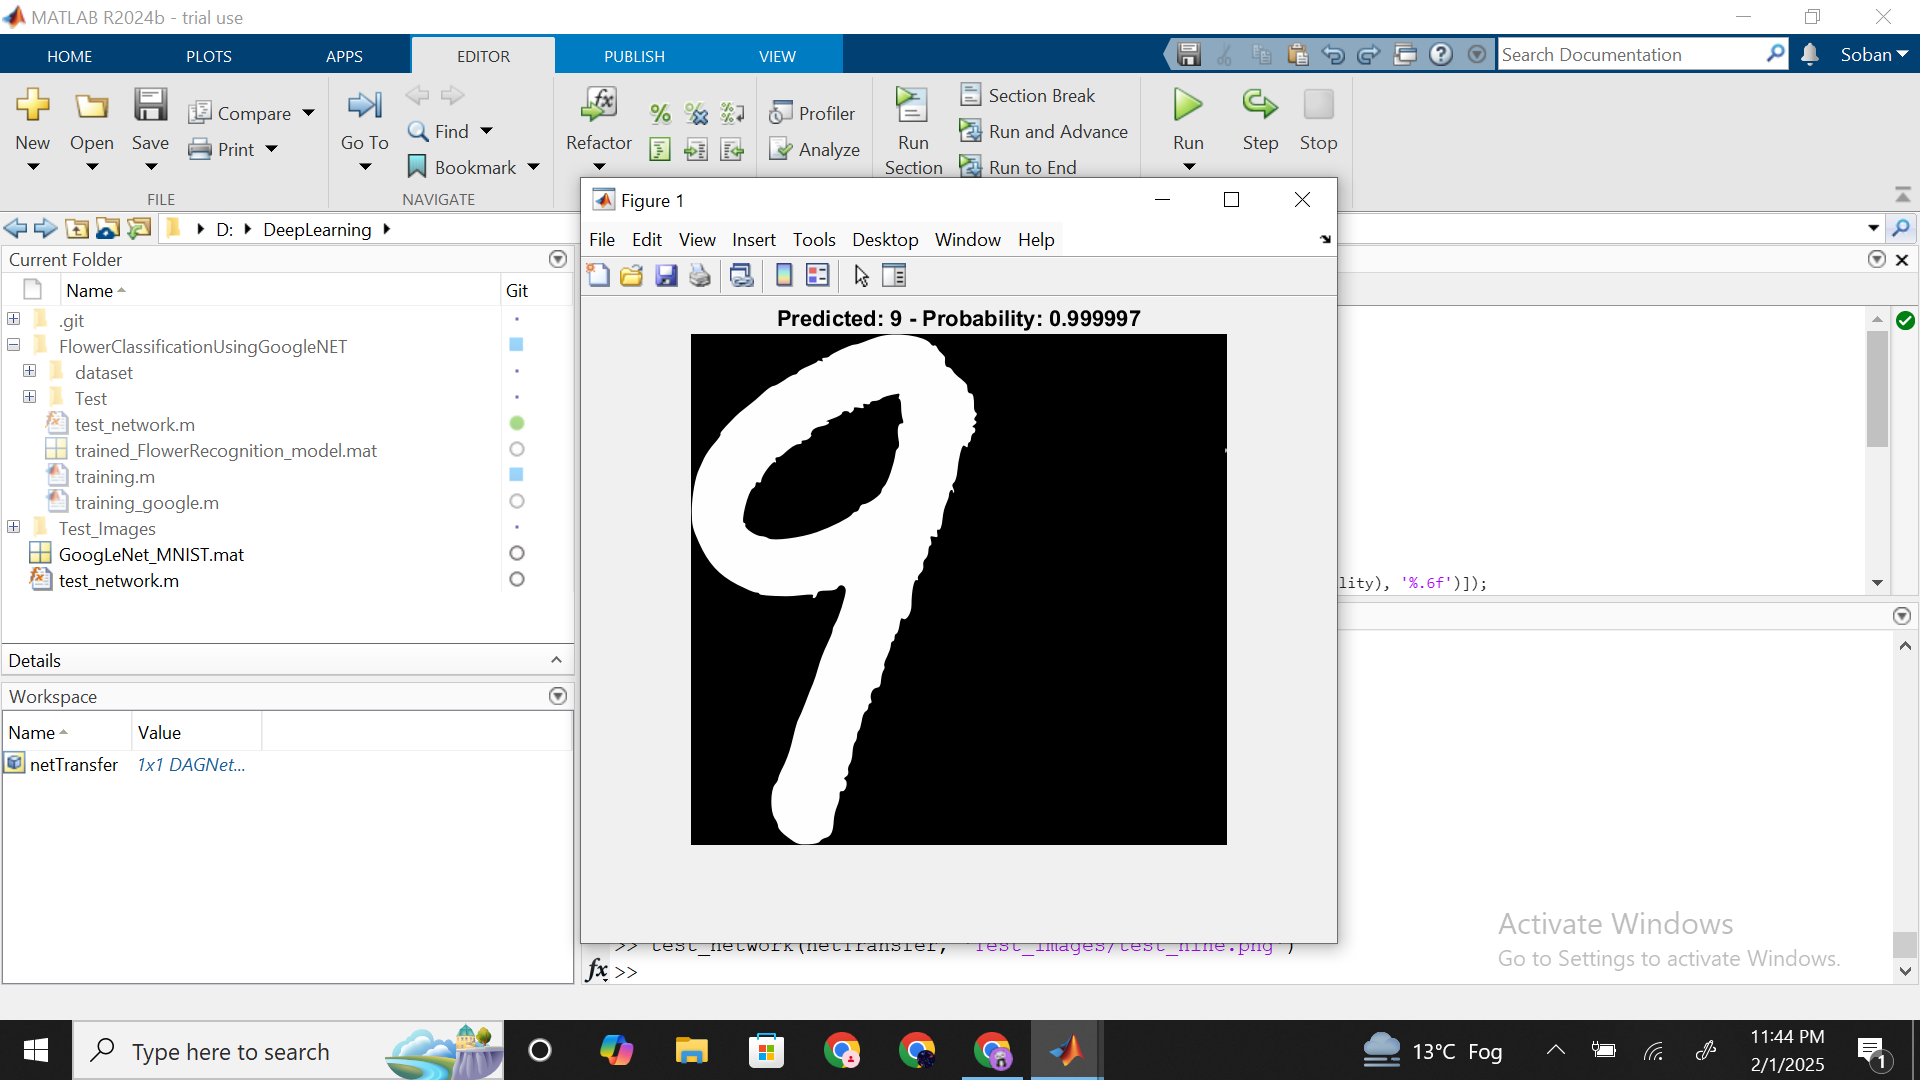 MATLAB R2024b - trial use
HOME PLOTS APPS EDITOR PUBLISH VIEW
Search Documentation
Soban
New Open Save Compare Print
Go To Find Bookmark
Refactor
Profiler
Analyze
Run Section
Section Break
Run and Advance
Run to End
Run Step Stop
FILE NAVIGATE
D: DeepLearning
Current Folder
Name Git
.git
FlowerClassificationUsingGoogleNET
dataset
Test
test_network.m
trained_FlowerRecognition_model.mat
training.m
training_google.m
Test_Images
GoogLeNet_MNIST.mat
test_network.m
Details
Workspace
Name Value
netTransfer 1x1 DAGNet...
Figure 1
File Edit View Insert Tools Desktop Window Help
Predicted: 9 - Probability: 0.999997
9
lity), '%.6f')]);
>> test_network(netTransfer, 'Test_Images/test_nine.png')
fx >>
Activate Windows
Go to Settings to activate Windows.
Type here to search
13°C Fog
11:44 PM
2/1/2025
1